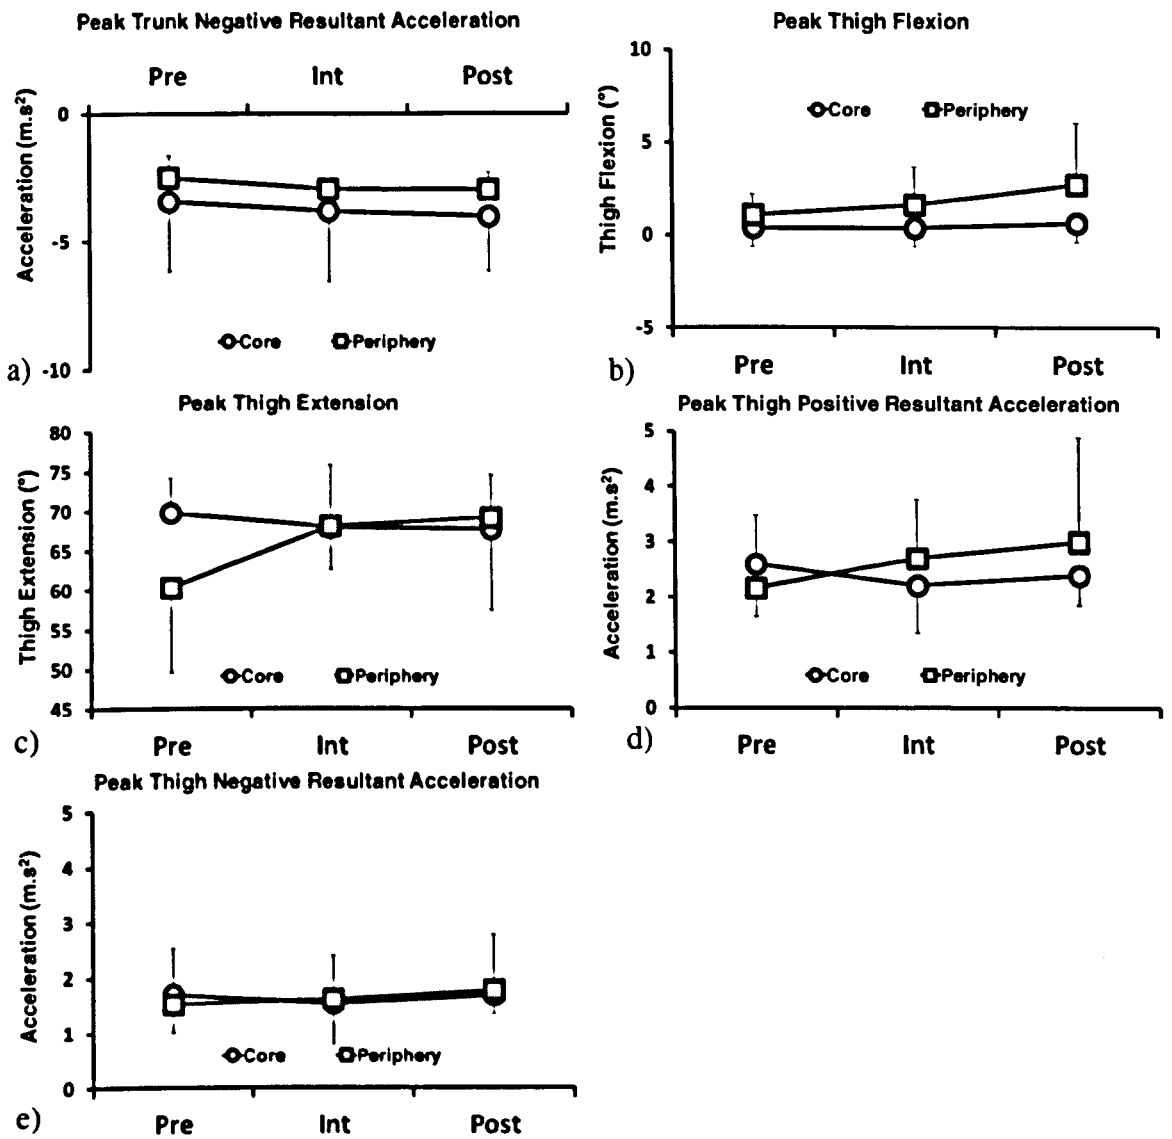 Peak Trunk Negative Resultant Acceleration
Pre Int Post
Acceleration (m.s²)
0
-5
-10
Core Periphery
a)
Peak Thigh Flexion
Thigh Flexion (°)
10
5
0
-5
Core Periphery
Pre Int Post
b)
Peak Thigh Extension
Thigh Extension (°)
80
75
70
65
60
55
50
45
Core Periphery
Pre Int Post
c)
Peak Thigh Positive Resultant Acceleration
Acceleration (m.s²)
5
4
3
2
1
0
Core Periphery
Pre Int Post
d)
Peak Thigh Negative Resultant Acceleration
Acceleration (m.s²)
5
4
3
2
1
0
Core Periphery
Pre Int Post
e)